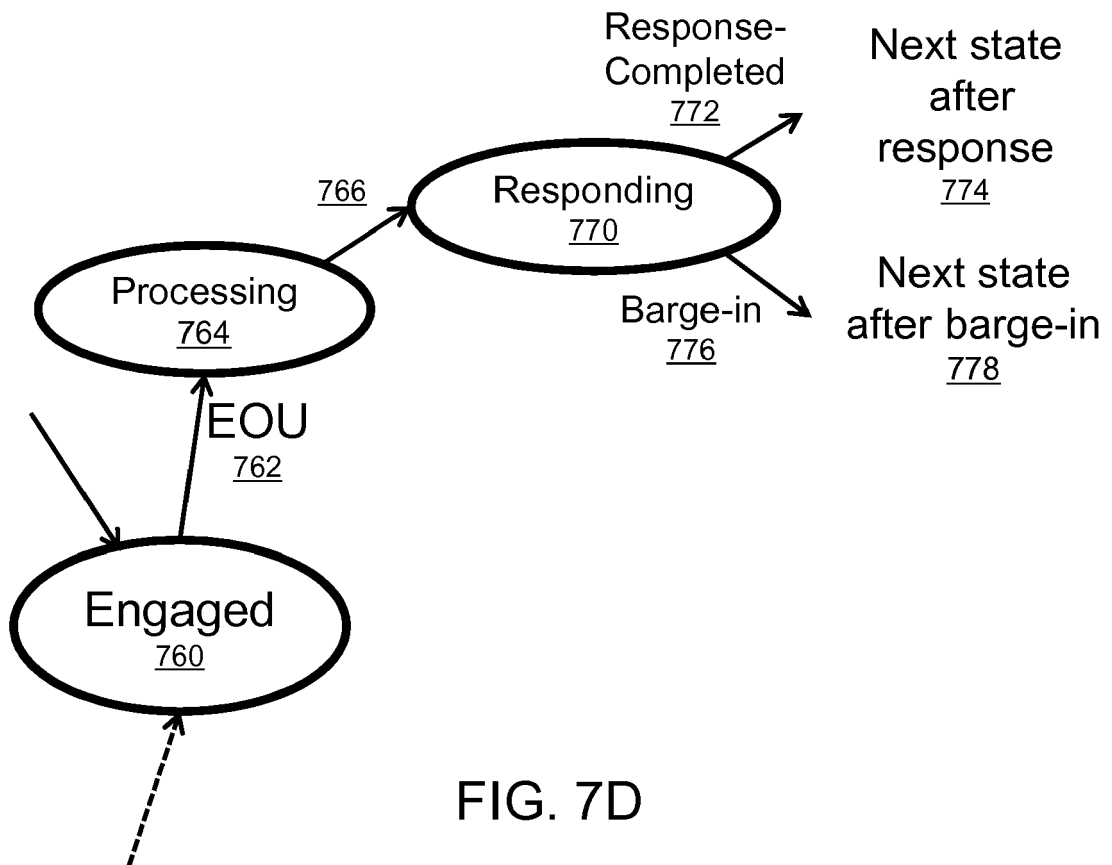 Response-
Completed
772
Next state
after
response
774
766
Responding
770
Processing
764
Barge-in
776
Next state
after barge-in
778
EOU
762
Engaged
760
FIG. 7D